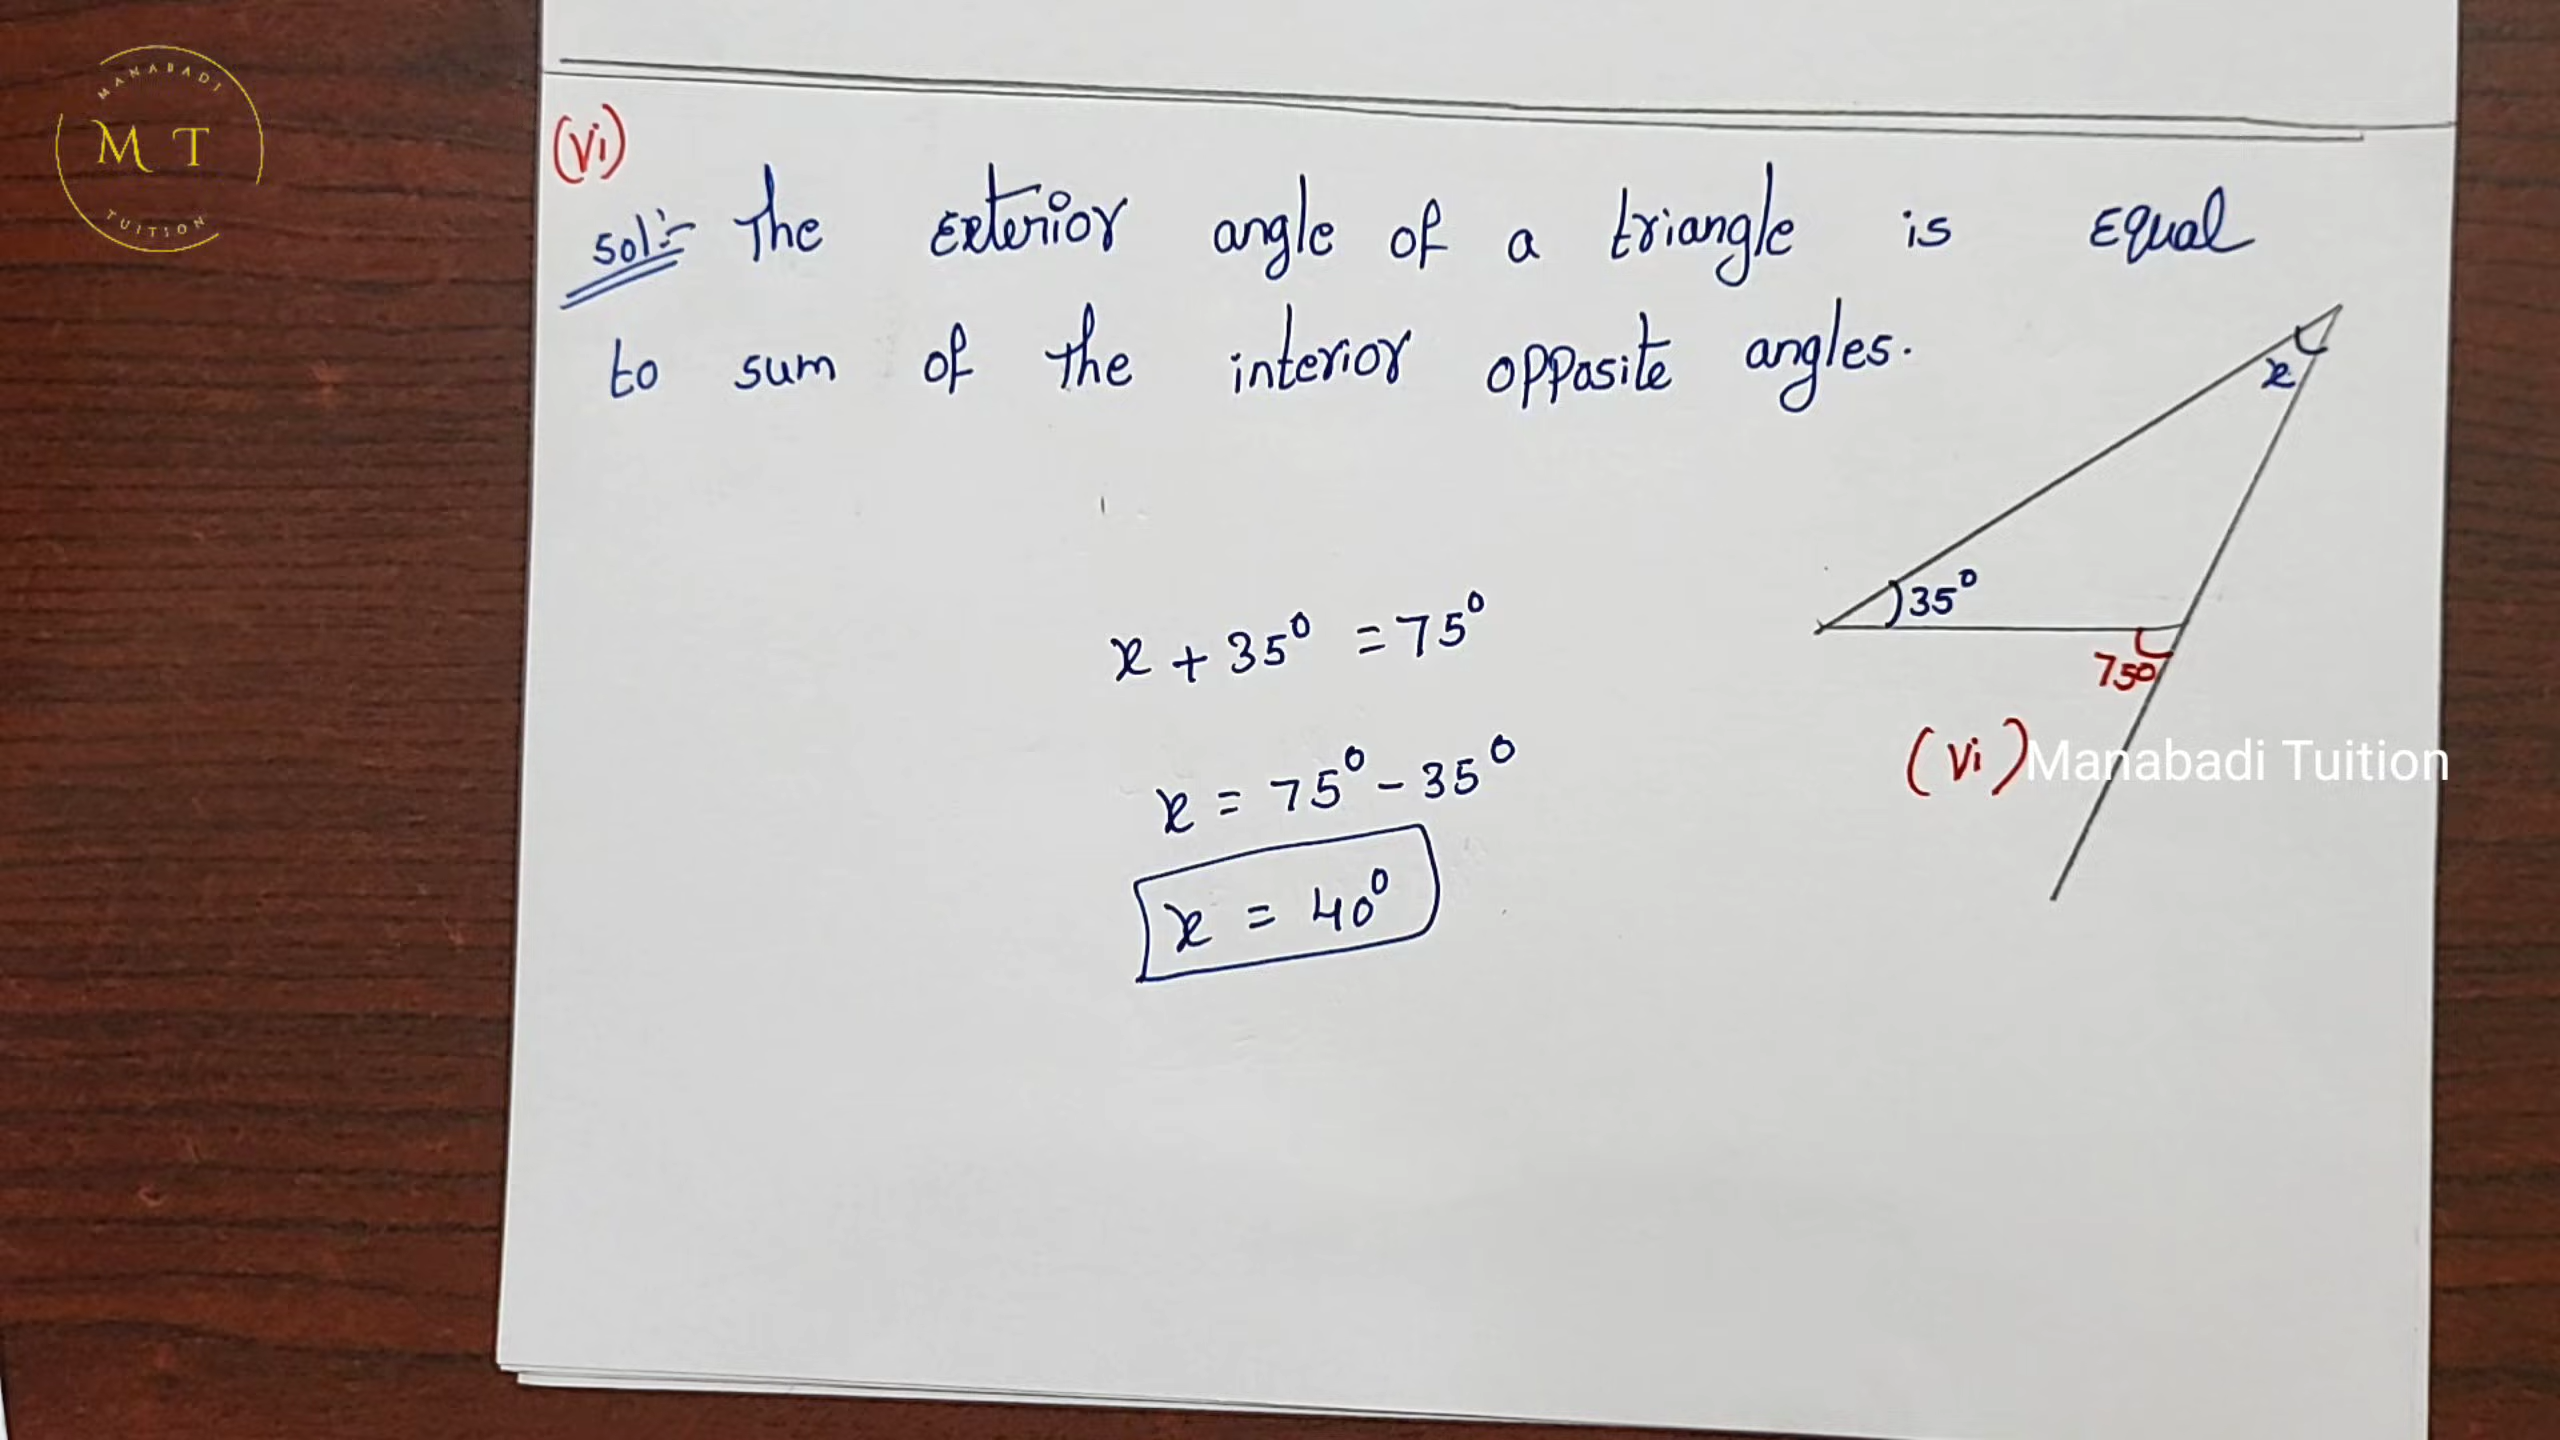 MANABADI
M T
TUITION
(vi)
Sol:- The Exterior angle of a triangle is Equal
to sum of the interior opposite angles.
x
35°
75°
(vi)
Manabadi Tuition
x + 35° = 75°
x = 75° - 35°
x = 40°